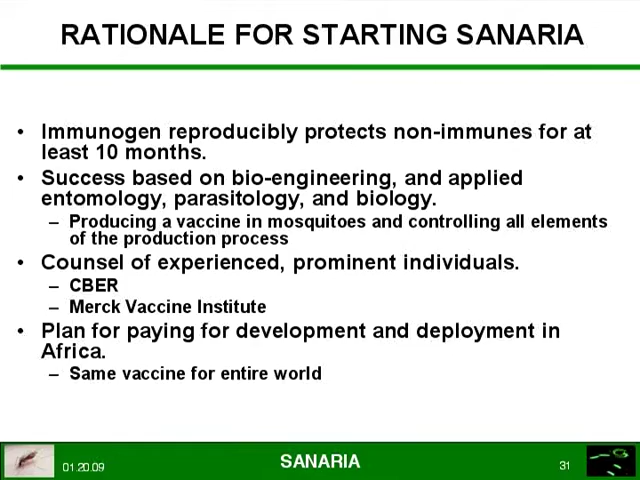 RATIONALE FOR STARTING SANARIA
• Immunogen reproducibly protects non-immunes for at
least 10 months.
• Success based on bio-engineering, and applied
entomology, parasitology, and biology.
– Producing a vaccine in mosquitoes and controlling all elements
of the production process
• Counsel of experienced, prominent individuals.
– CBER
– Merck Vaccine Institute
• Plan for paying for development and deployment in
Africa.
– Same vaccine for entire world
01.20.09
SANARIA
31